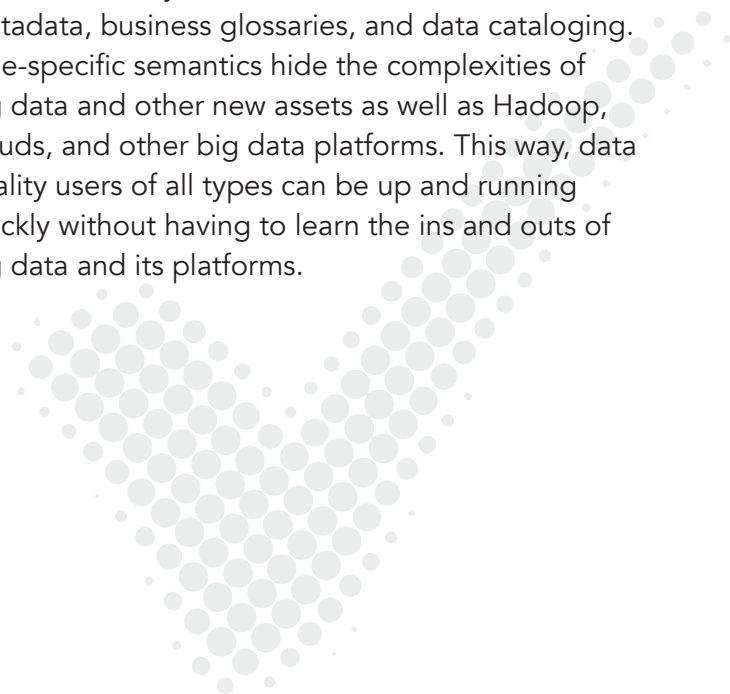 tadata, business glossaries, and data cataloging.
e-specific semantics hide the complexities of
data and other new assets as well as Hadoop,
uds, and other big data platforms. This way, data
ality users of all types can be up and running
ckly without having to learn the ins and outs of
data and its platforms.